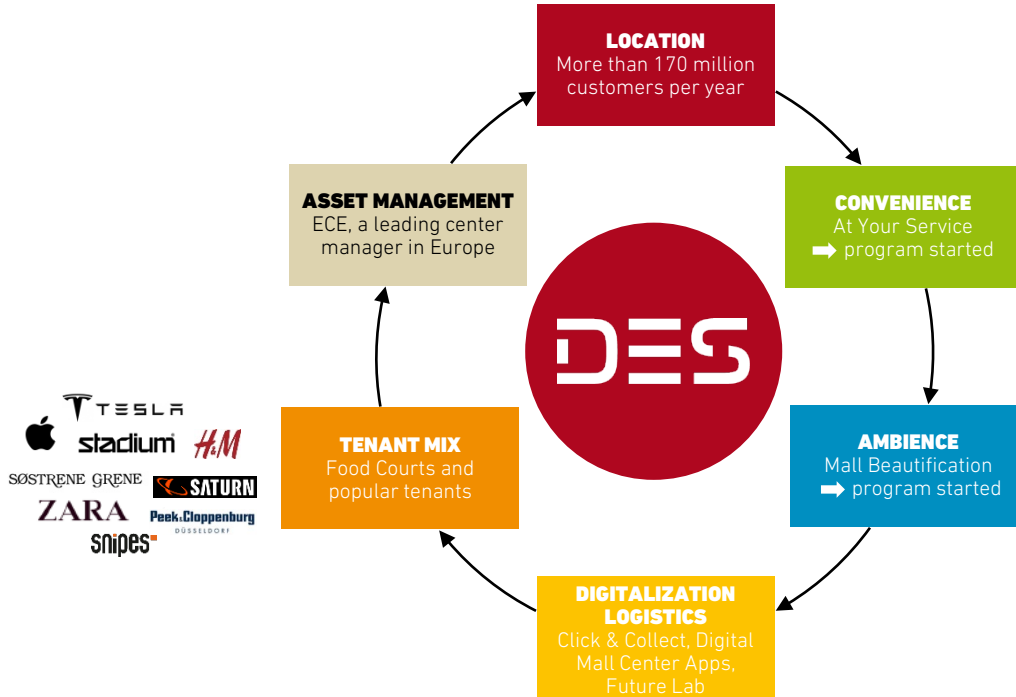 LOCATION
More than 170 million
customers per year
CONVENIENCE
At Your Service
➡ program started
AMBIENCE
Mall Beautification
➡ program started
DIGITALIZATION
LOGISTICS
Click & Collect, Digital
Mall Center Apps,
Future Lab
TENANT MIX
Food Courts and
popular tenants
ASSET MANAGEMENT
ECE, a leading center
manager in Europe
DES
TESLA
stadium
H&M
SØSTRENE GRENE
SATURN
ZARA
Peek&Cloppenburg
DÜSSELDORF
snipes